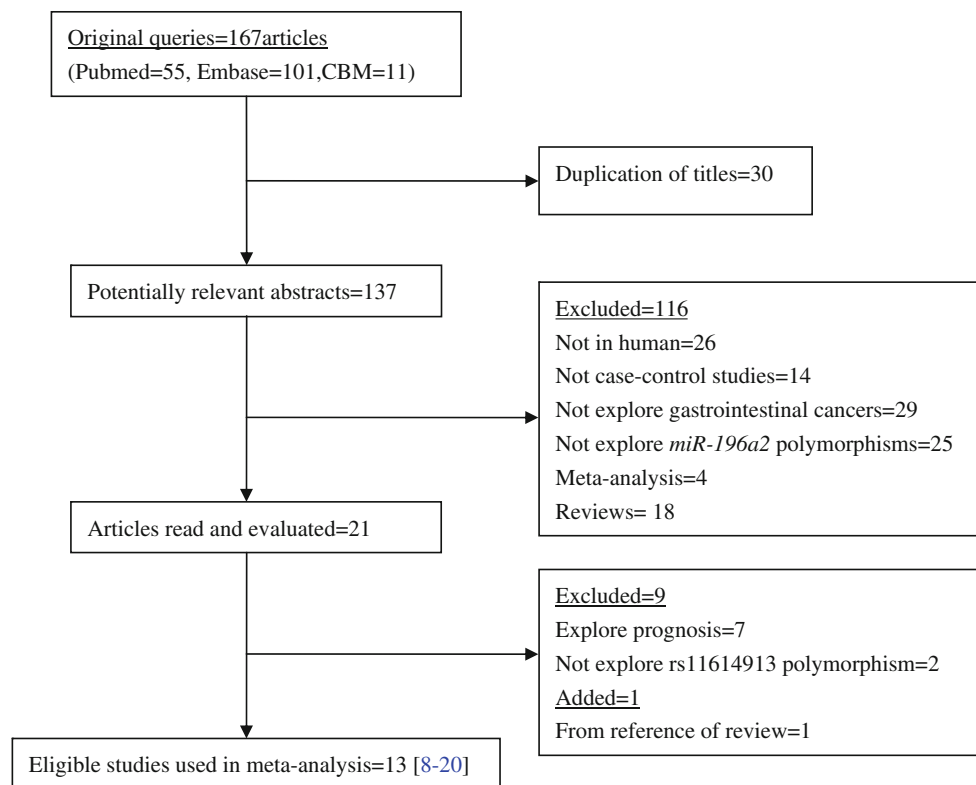 Original queries=167articles
(Pubmed=55, Embase=101,CBM=11)
Duplication of titles=30
Potentially relevant abstracts=137
Excluded=116
Not in human=26
Not case-control studies=14
Not explore gastrointestinal cancers=29
Not explore miR-196a2 polymorphisms=25
Meta-analysis=4
Reviews= 18
Articles read and evaluated=21
Excluded=9
Explore prognosis=7
Not explore rs11614913 polymorphism=2
Added=1
From reference of review=1
Eligible studies used in meta-analysis=13 [8-20]